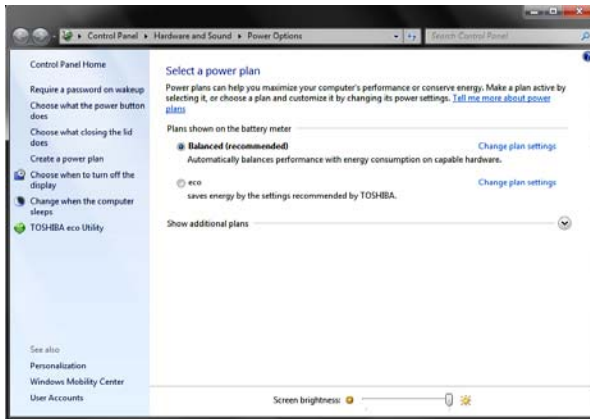 Control Panel ▸ Hardware and Sound ▸ Power Options
Search Control Panel
Control Panel Home
Require a password on wakeup
Choose what the power button
does
Choose what closing the lid
does
Create a power plan
Choose when to turn off the
display
Change when the computer
sleeps
TOSHIBA eco Utility
See also
Personalization
Windows Mobility Center
User Accounts
Select a power plan
Power plans can help you maximize your computer's performance or conserve energy. Make a plan active by
selecting it, or choose a plan and customize it by changing its power settings. Tell me more about power
plans
Plans shown on the battery meter
Balanced (recommended) Change plan settings
Automatically balances performance with energy consumption on capable hardware.
eco Change plan settings
saves energy by the settings recommended by TOSHIBA.
Show additional plans
Screen brightness: